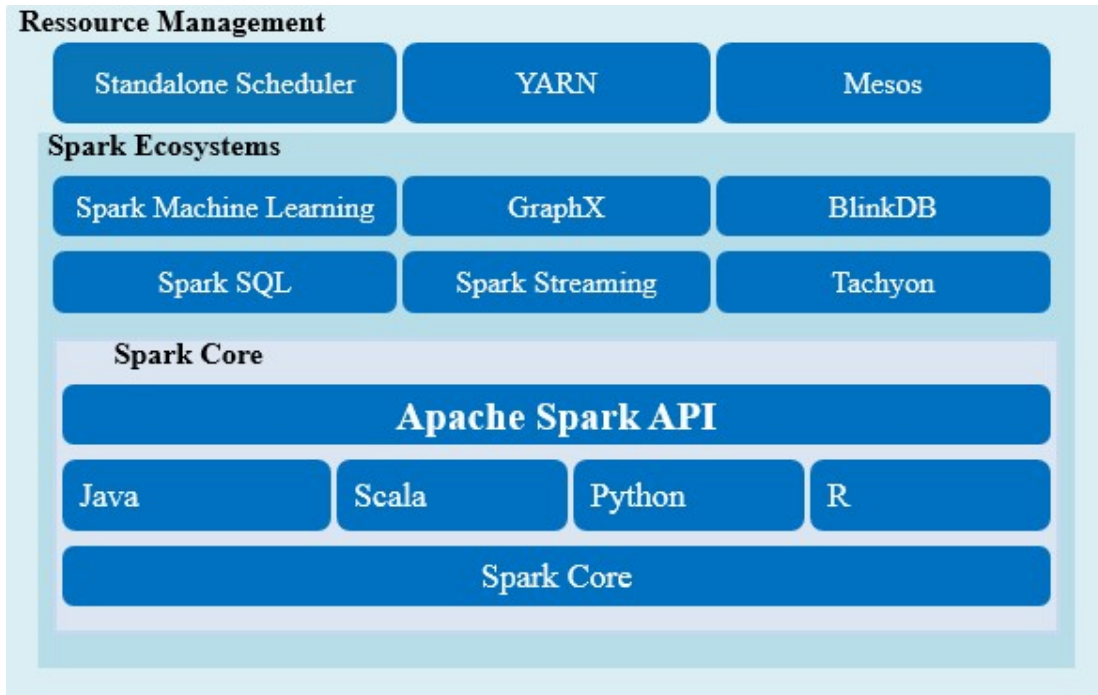 Ressource Management
Standalone Scheduler YARN Mesos
Spark Ecosystems
Spark Machine Learning GraphX BlinkDB
Spark SQL Spark Streaming Tachyon
Spark Core
Apache Spark API
Java Scala Python R
Spark Core